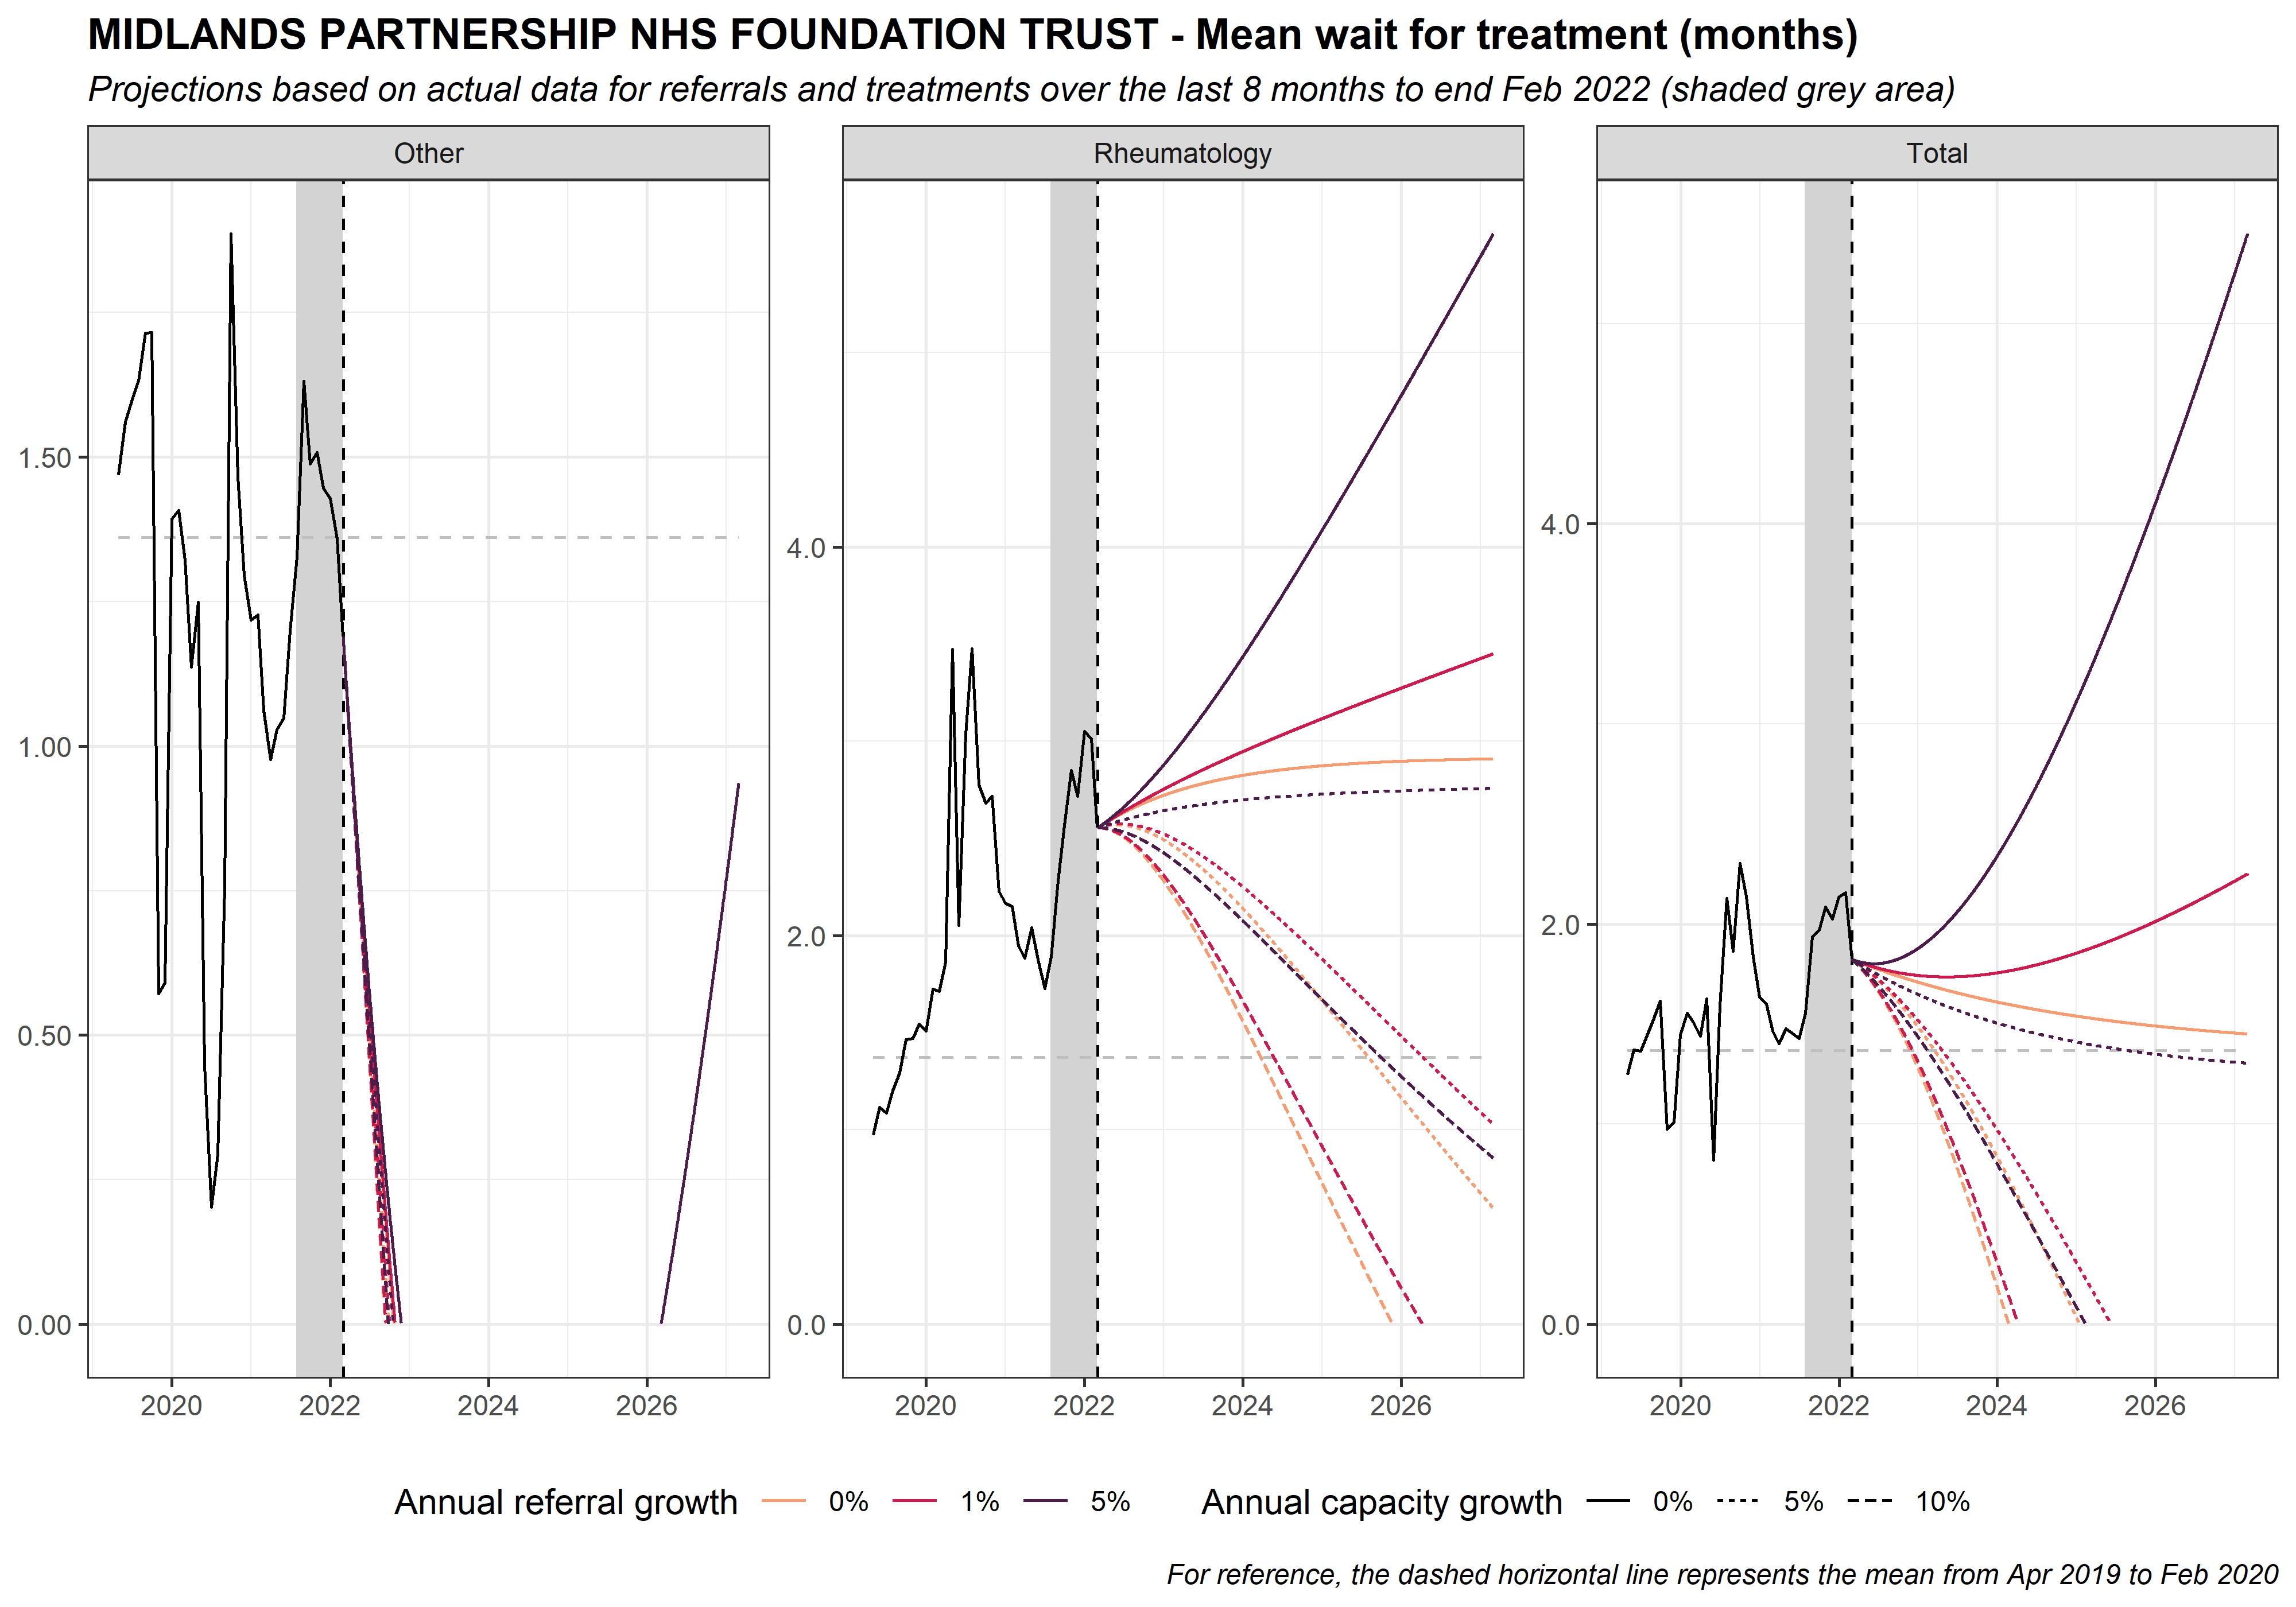 MIDLANDS PARTNERSHIP NHS FOUNDATION TRUST - Mean wait for treatment (months)
Projections based on actual data for referrals and treatments over the last 8 months to end Feb 2022 (shaded grey area)
Other
Rheumatology
Total
1.50
1.00
0.50
0.00
4.0
2.0
0.0
4.0
2.0
0.0
2020 2022 2024 2026
2020 2022 2024 2026
2020 2022 2024 2026
Annual referral growth 0% 1% 5% Annual capacity growth 0% 5% 10%
For reference, the dashed horizontal line represents the mean from Apr 2019 to Feb 2020